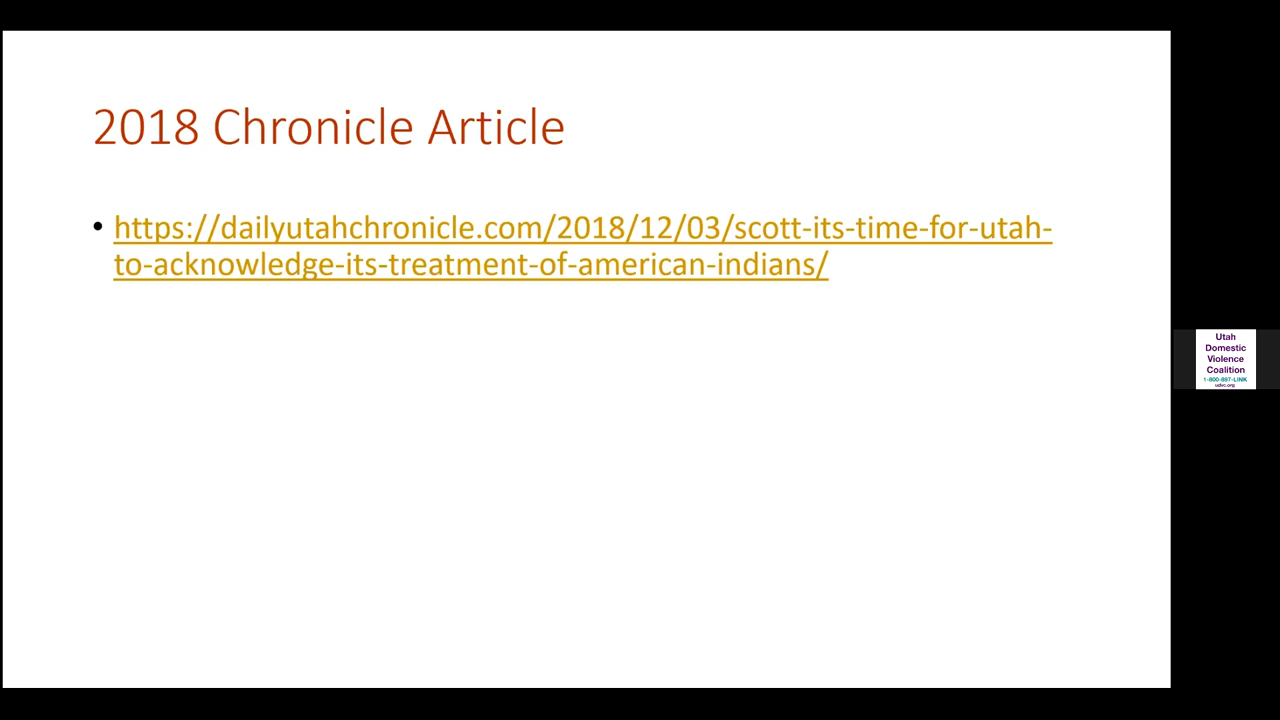 2018 Chronicle Article
• https://dailyutahchronicle.com/2018/12/03/scott-its-time-for-utah-
to-acknowledge-its-treatment-of-american-indians/
Utah
Domestic
Violence
Coalition
1-800-897-LINK
udvc.org